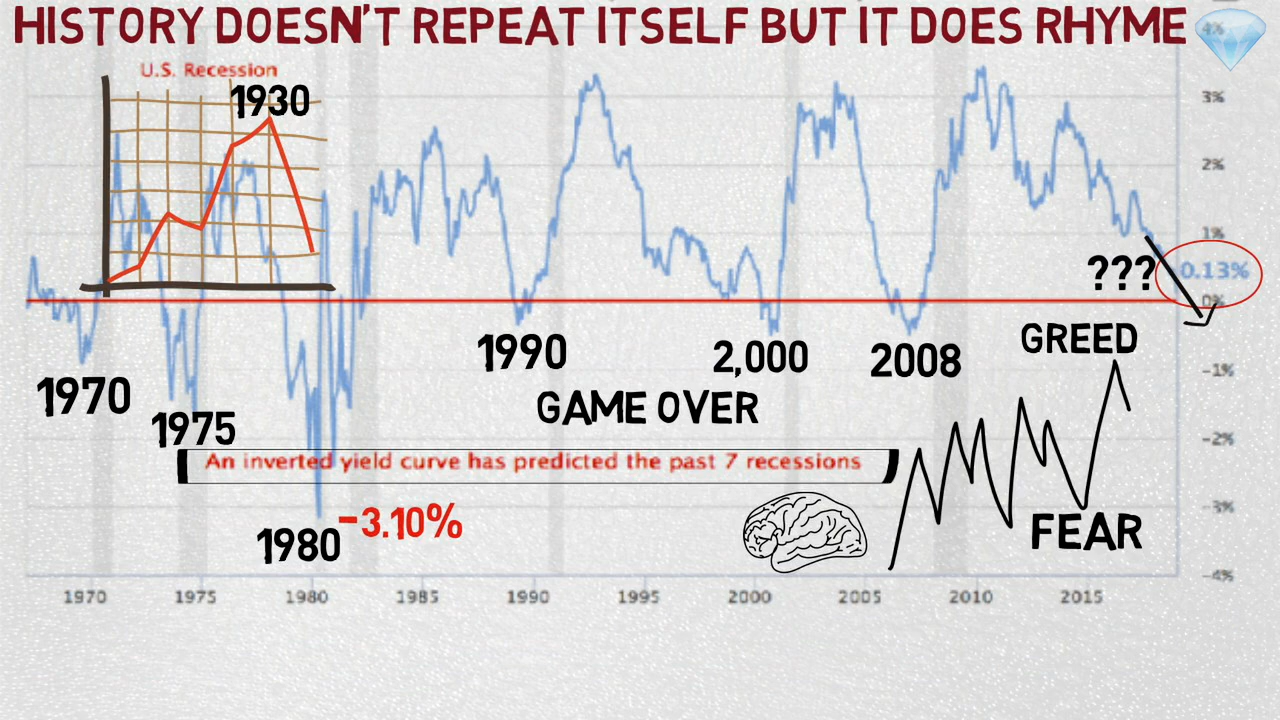 HISTORY DOESN'T REPEAT ITSELF BUT IT DOES RHYME
4%
U.S. Recession
1930
3%
2%
1%
???
0.13%
0%
GREED
1990
2,000
2008
-1%
1970
GAME OVER
1975
-2%
An inverted yield curve has predicted the past 7 recessions
-3%
-3.10%
1980
FEAR
-4%
1970 1975 1980 1985 1990 1995 2000 2005 2010 2015